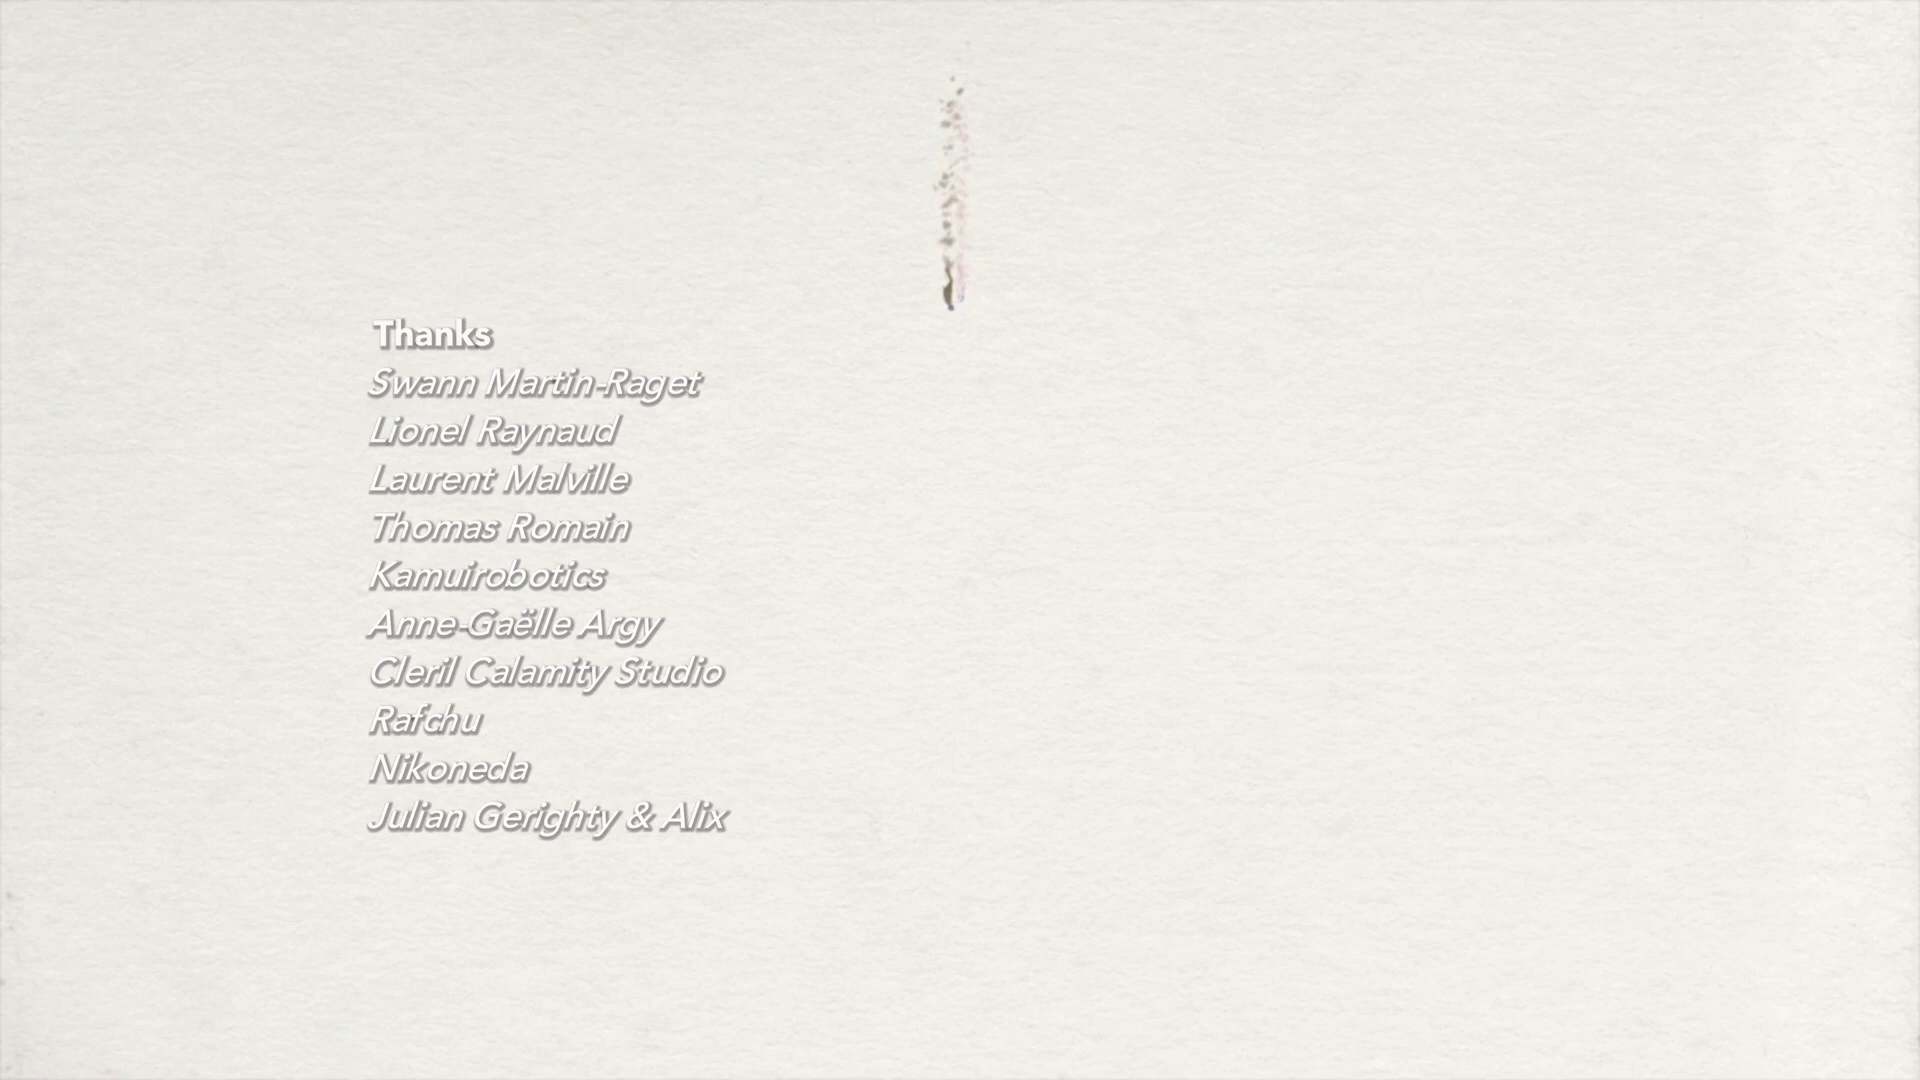 Thanks
Swann Martin-Raget
Lionel Raynaud
Laurent Malville
Thomas Romain
Kamuirobotics
Anne-Gaëlle Argy
Cleril Calamity Studio
Rafchu
Nikoneda
Julian Gerighty & Alix